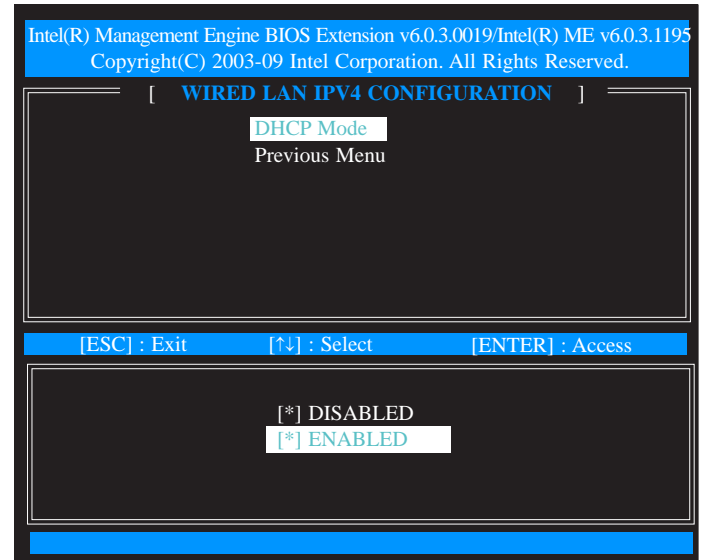 Intel(R) Management Engine BIOS Extension v6.0.3.0019/Intel(R) ME v6.0.3.1195
Copyright(C) 2003-09 Intel Corporation. All Rights Reserved.
[ WIRED LAN IPV4 CONFIGURATION ]
DHCP Mode
Previous Menu
[ESC] : Exit [↑↓] : Select [ENTER] : Access
[*] DISABLED
[*] ENABLED